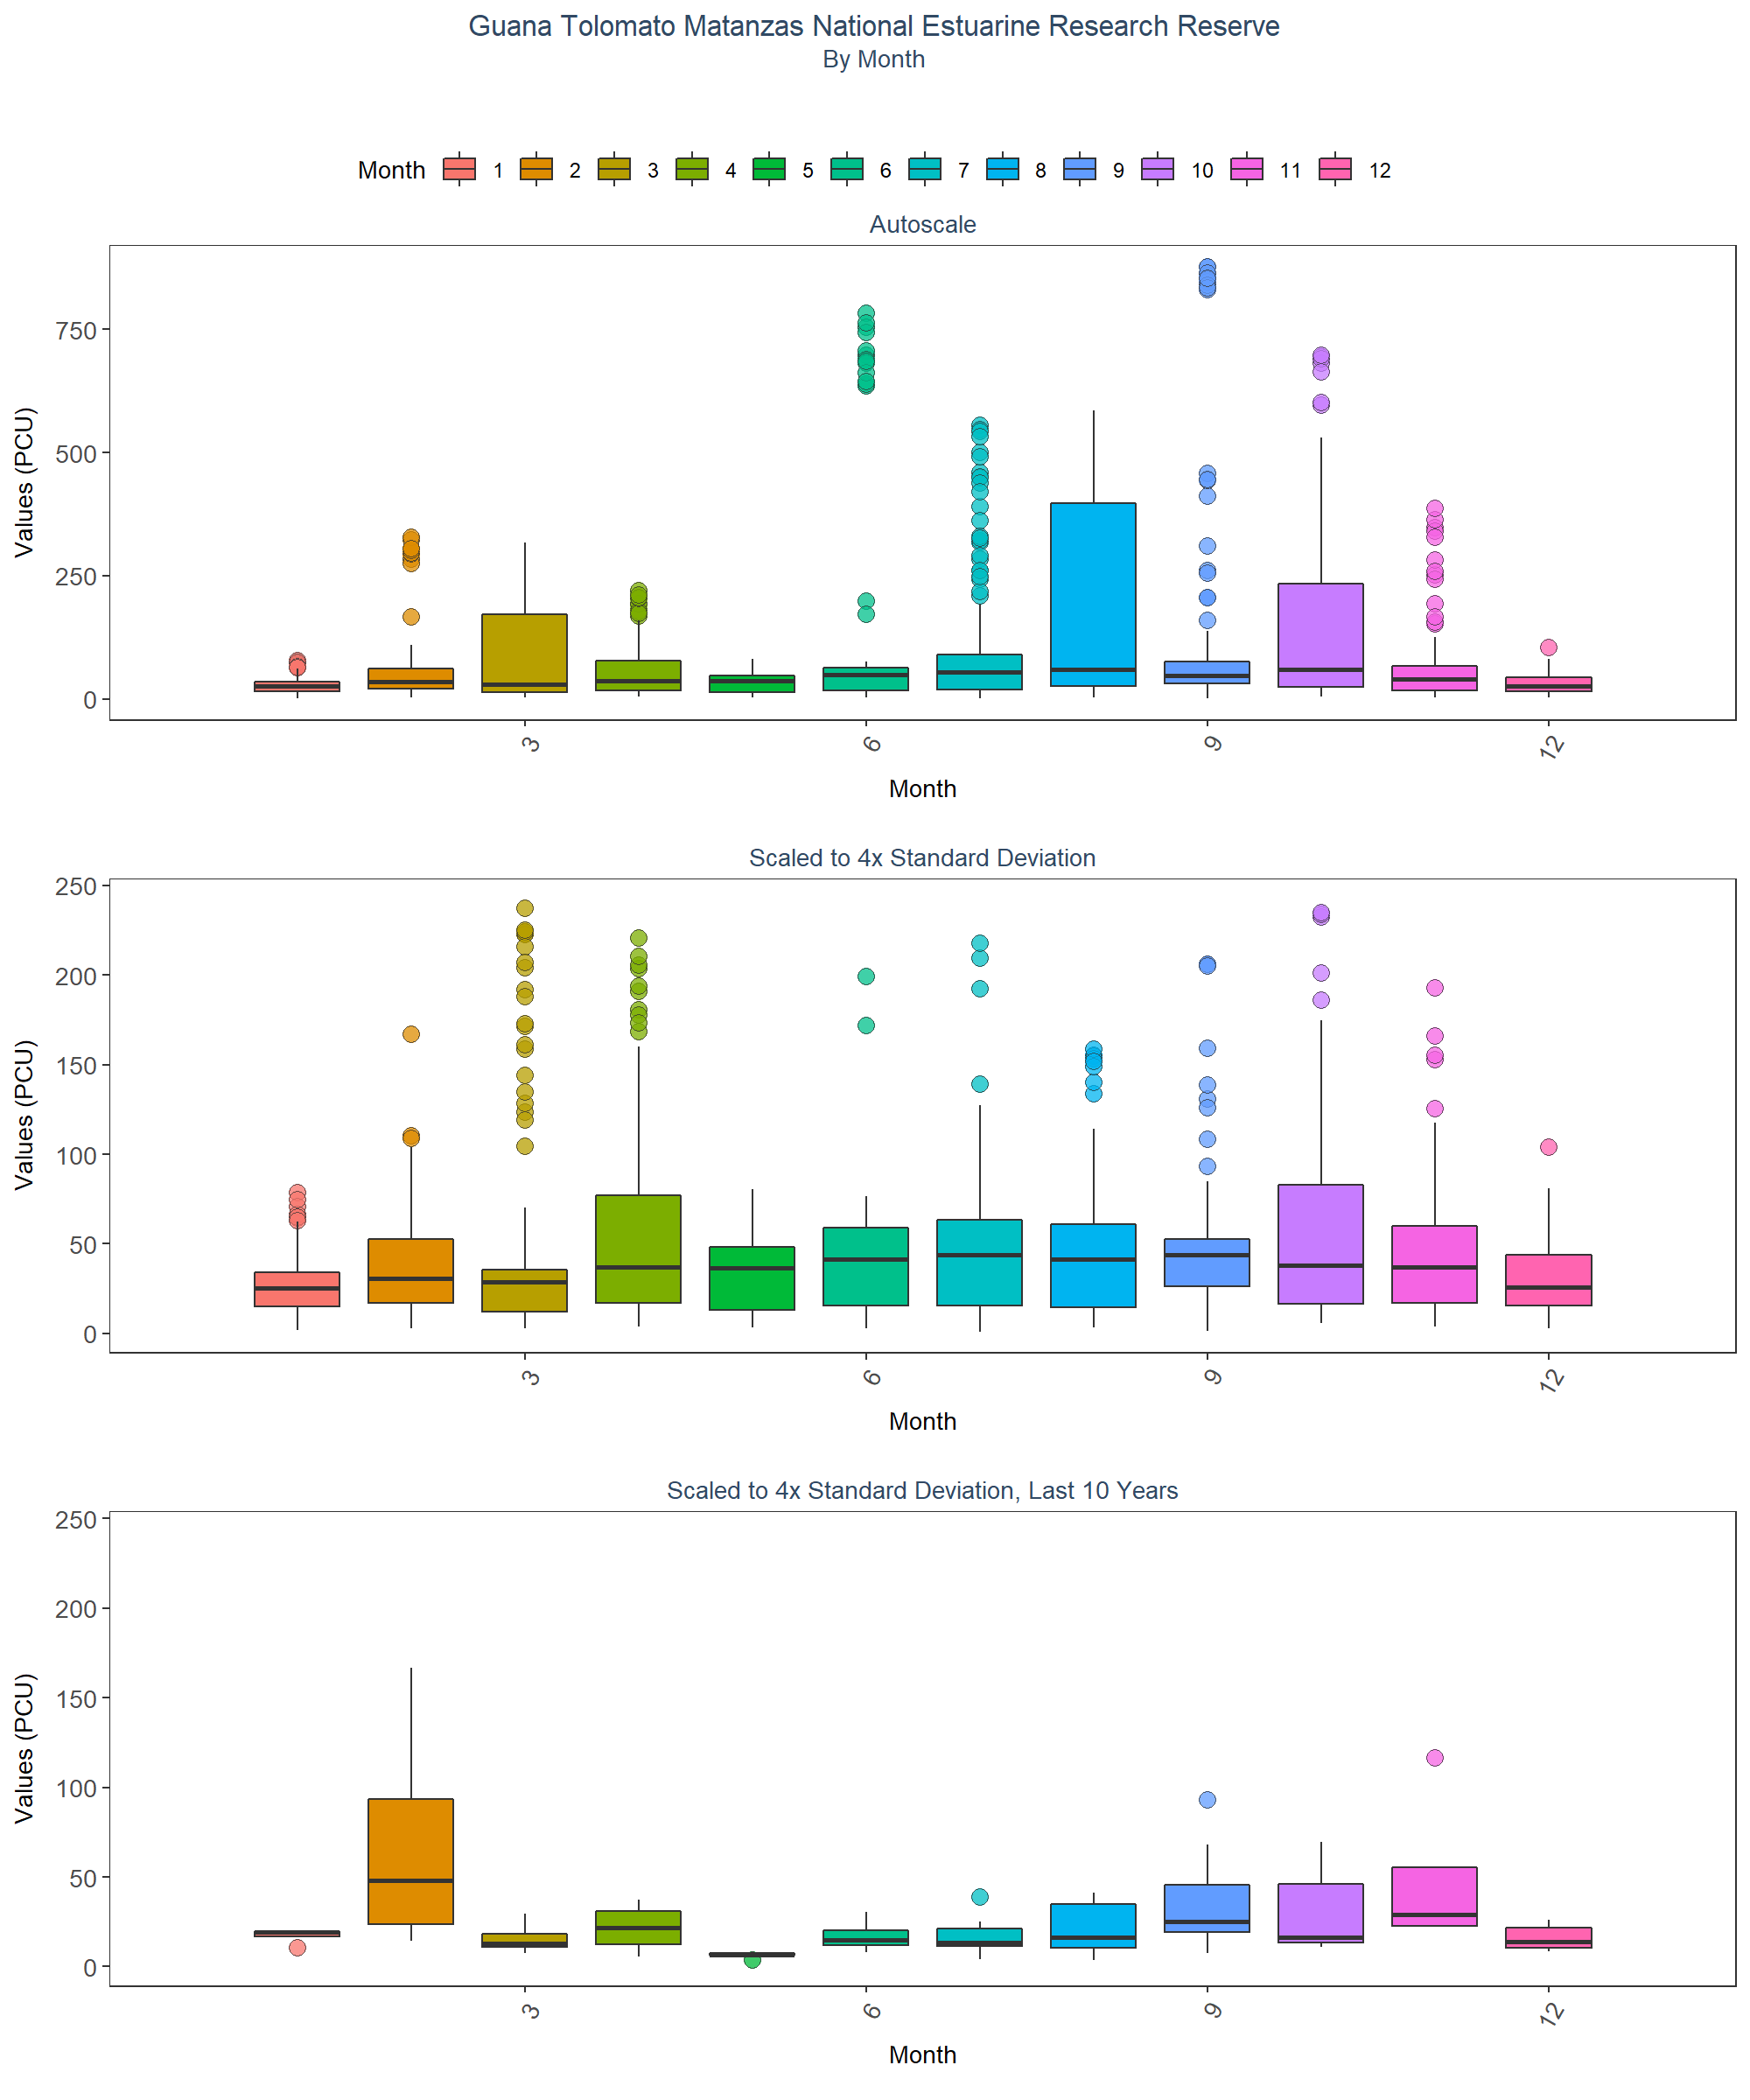 Guana Tolomato Matanzas National Estuarine Research Reserve
By Month
Month 1 2 3 4 5 6 7 8 9 10 11 12
Autoscale
Values (PCU)
750
500
250
0
3 6 9 12
Month
Scaled to 4x Standard Deviation
Values (PCU)
250
200
150
100
50
0
3 6 9 12
Month
Scaled to 4x Standard Deviation, Last 10 Years
Values (PCU)
250
200
150
100
50
0
3 6 9 12
Month